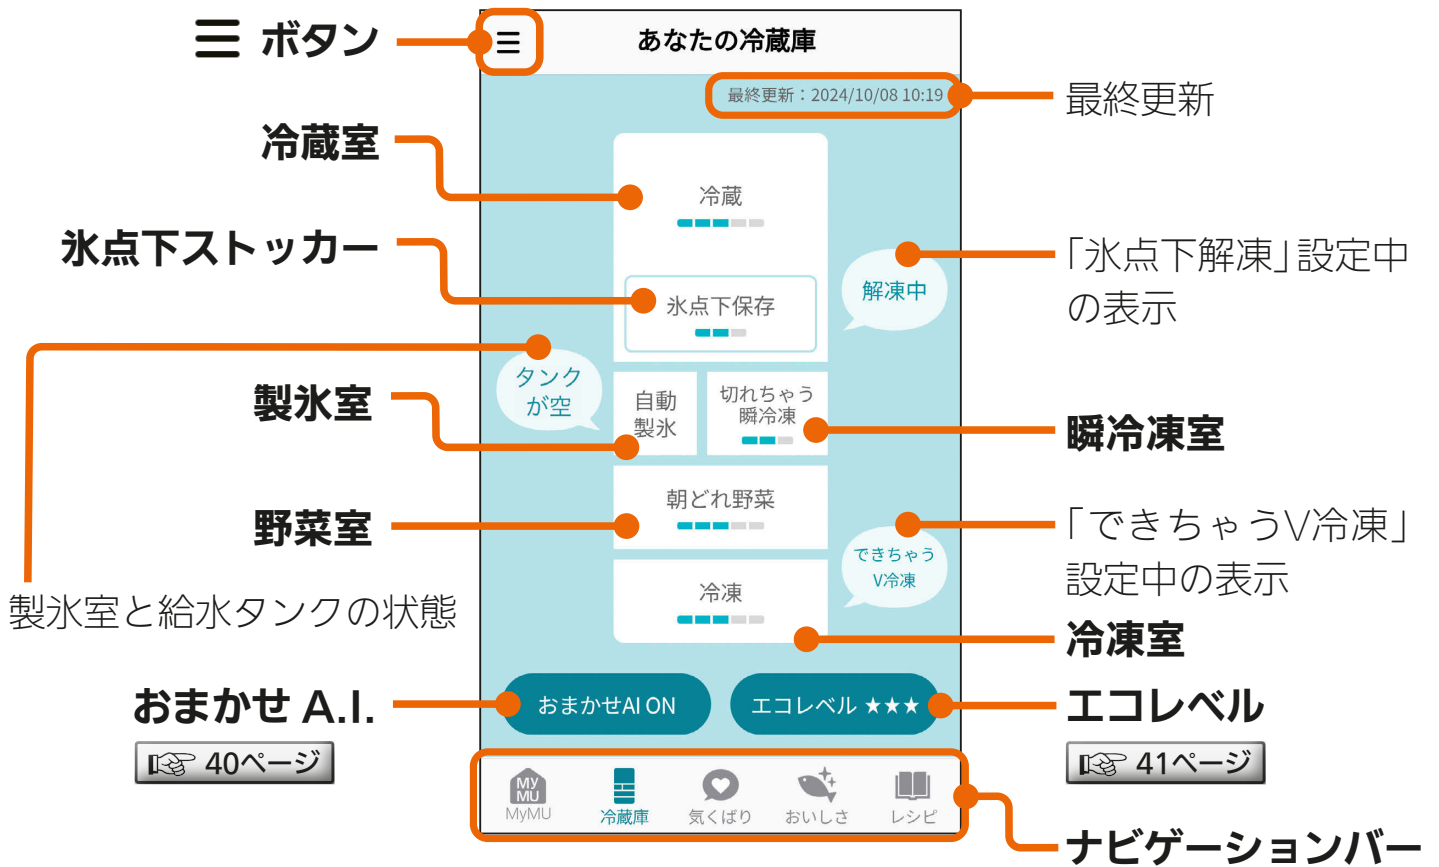 ☰ ボタン
☰
あなたの冷蔵庫
最終更新：2024/10/08 10:19
最終更新
冷蔵室
冷蔵
氷点下ストッカー
氷点下保存
解凍中
「氷点下解凍」設定中
の表示
タンク
が空
製氷室
自動
製氷
切れちゃう
瞬冷凍
瞬冷凍室
野菜室
朝どれ野菜
できちゃう
V冷凍
「できちゃうV冷凍」
設定中の表示
製氷室と給水タンクの状態
冷凍
冷凍室
おまかせ A.I.
☞ 40ページ
おまかせAI ON
エコレベル ★★★
エコレベル
☞ 41ページ
My
MU
MyMU
冷蔵庫
気くばり
おいしさ
レシピ
ナビゲーションバー